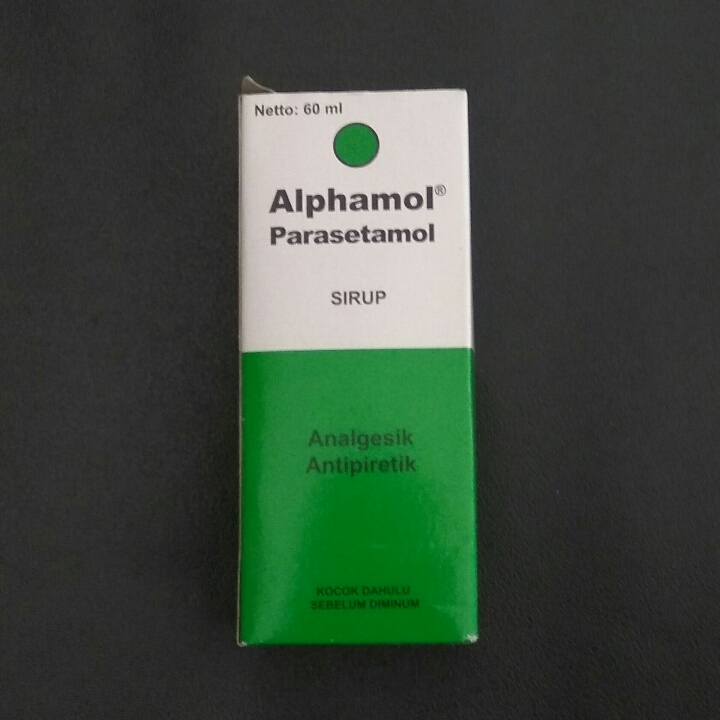 Netto: 60 ml
Alphamol®
Parasetamol
SIRUP
Analgesik
Antipiretik
KOCOK DAHULU
SEBELUM DIMINUM